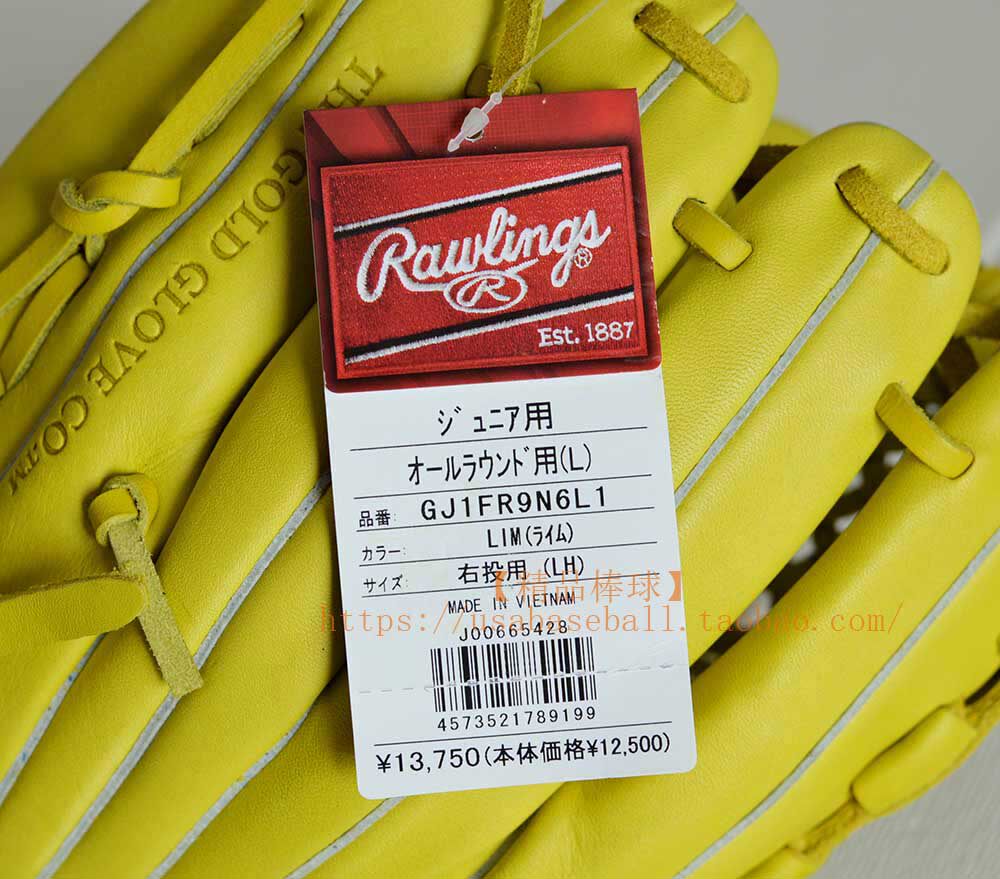 THE GOLD GLOVE CO.™
Rawlings®
R
Est. 1887
ジュニア用
オールラウンド用(L)
品番: GJ1FR9N6L1
カラー: LIM(ライム)
サイズ: 右投用 (LH)
【精品棒球】
MADE IN VIETNAM
https://usabaseball.taobao.com/
J00665428
4573521789199
¥13,750(本体価格¥12,500)